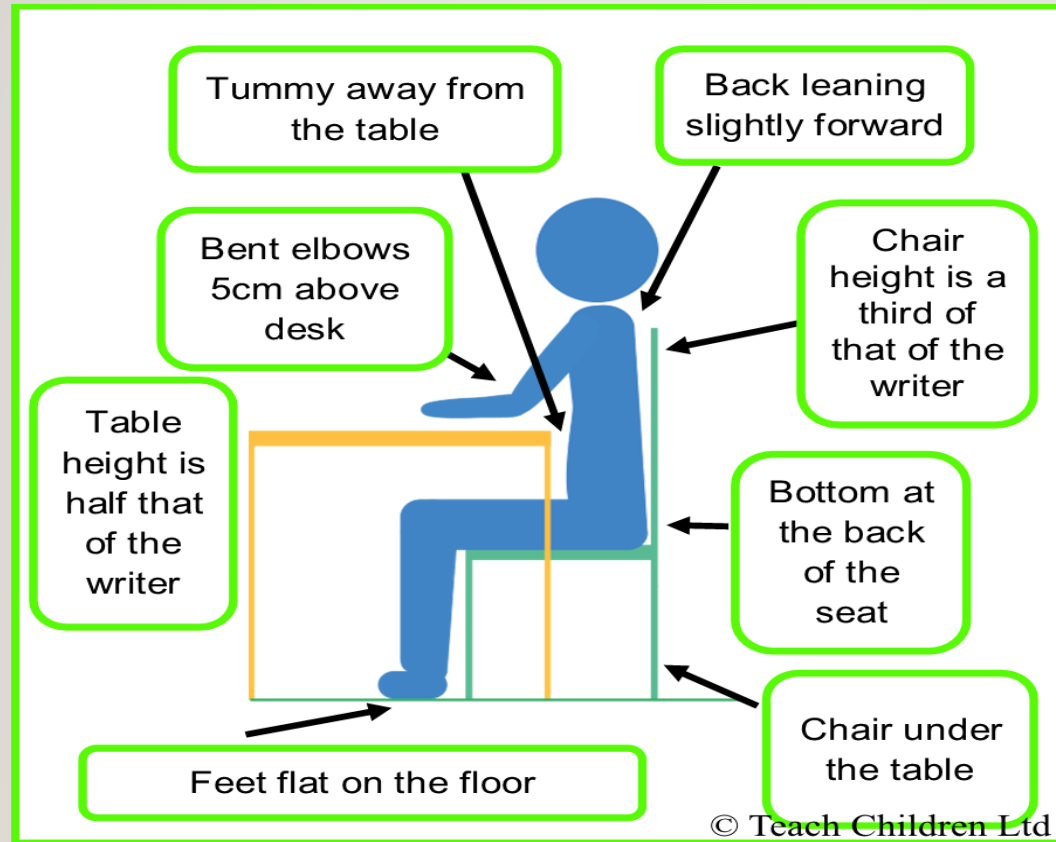 Tummy away from
the table
Back leaning
slightly forward
Bent elbows
5cm above
desk
Chair
height is a
third of
that of the
writer
Table
height is
half that
of the
writer
Bottom at
the back
of the
seat
Chair under
the table
Feet flat on the floor
© Teach Children Ltd